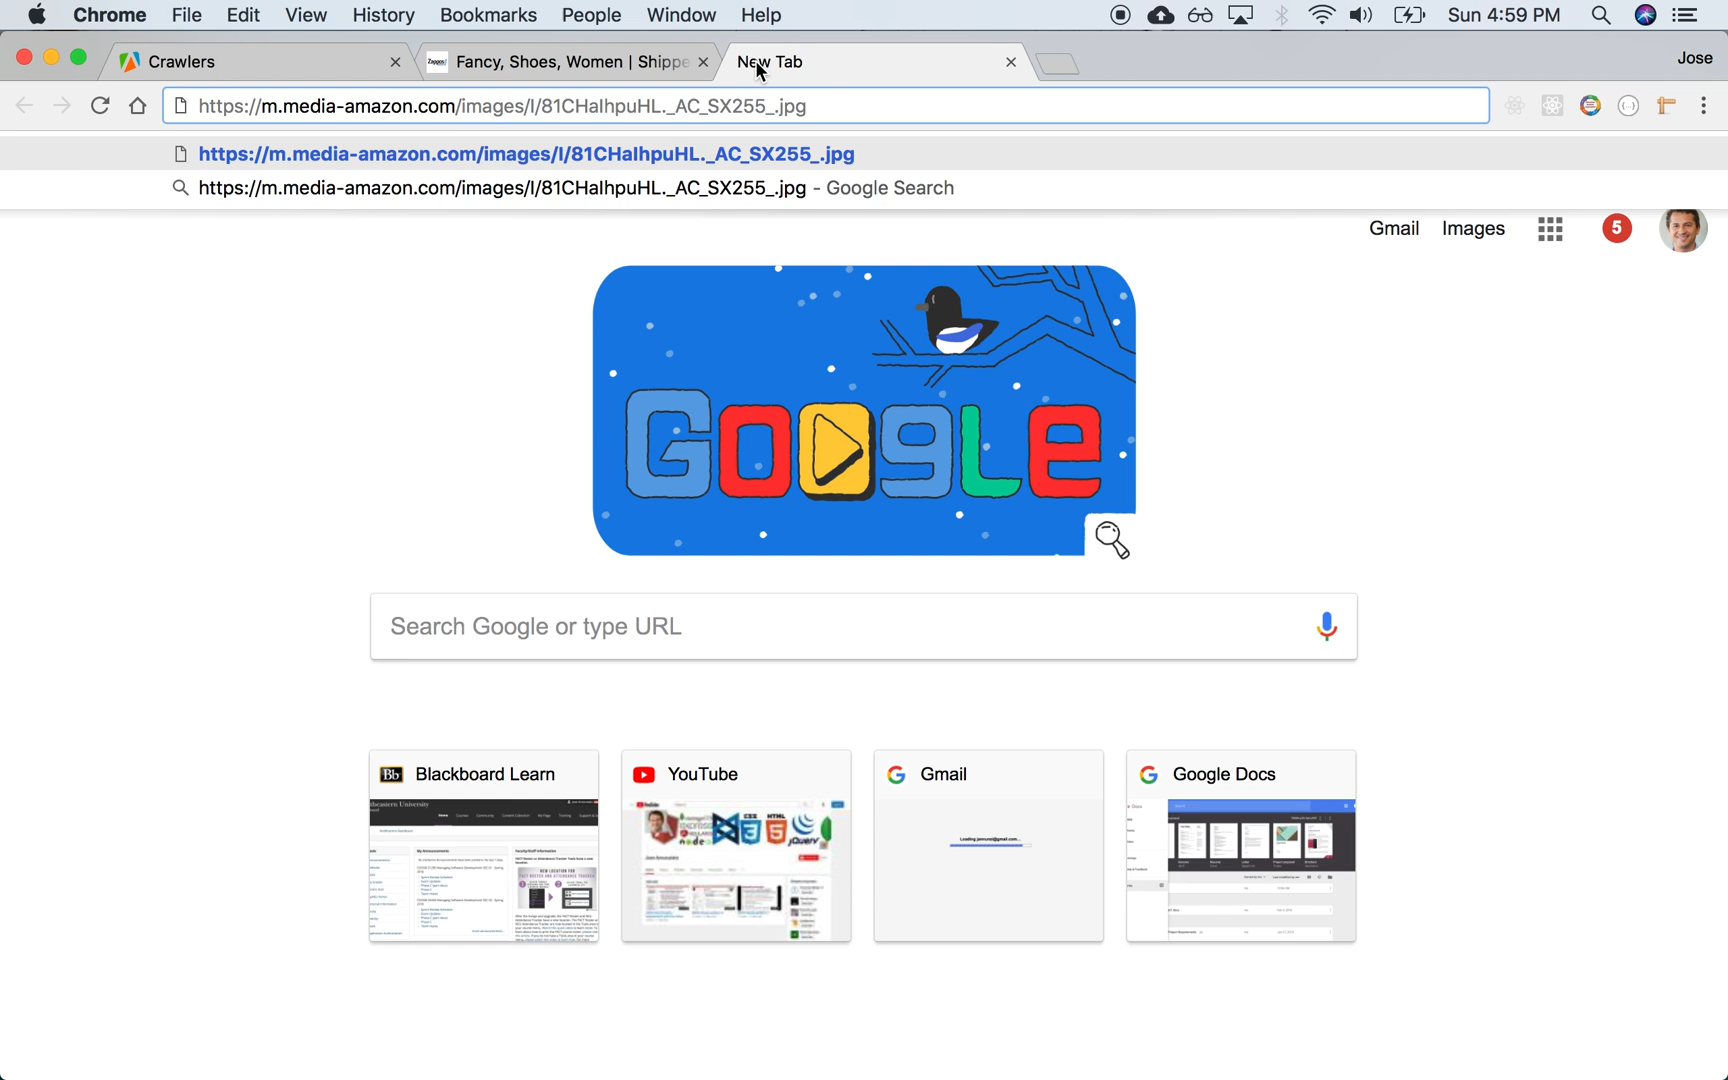 Chrome File Edit View History Bookmarks People Window Help Sun 4:59 PM
Crawlers Fancy, Shoes, Women | Shippe New Tab Jose
https://m.media-amazon.com/images/I/81CHalhpuHL._AC_SX255_.jpg
https://m.media-amazon.com/images/I/81CHalhpuHL._AC_SX255_.jpg
https://m.media-amazon.com/images/I/81CHalhpuHL._AC_SX255_.jpg - Google Search
Gmail Images 5
GOOGLE
Search Google or type URL
Bb Blackboard Learn YouTube Gmail Google Docs